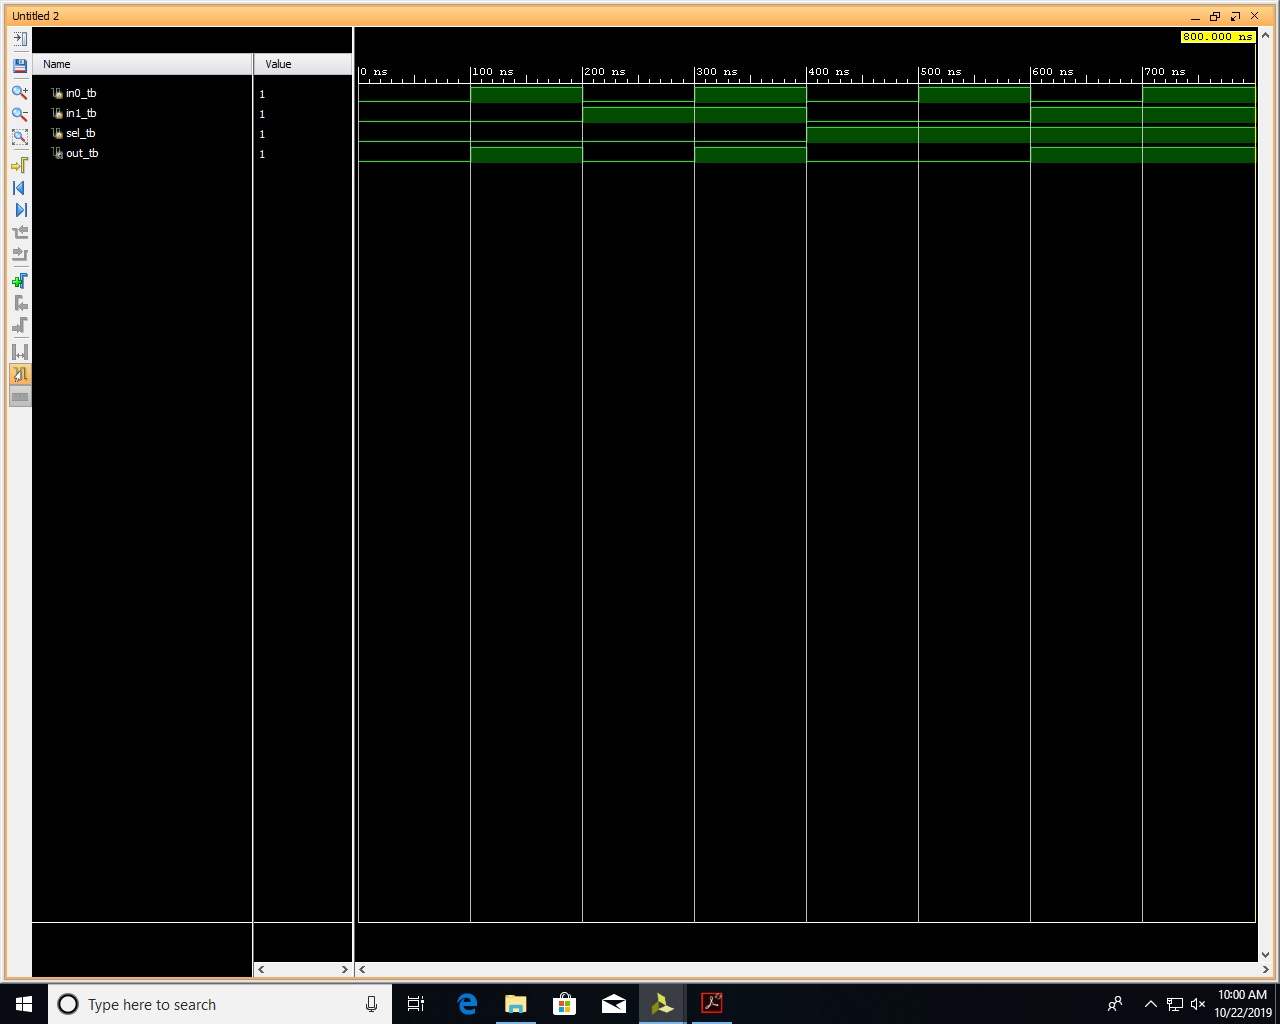 Untitled 2
800.000 ns
Name Value
0 ns 100 ns 200 ns 300 ns 400 ns 500 ns 600 ns 700 ns
in0_tb 1
in1_tb 1
sel_tb 1
out_tb 1
Type here to search
10:00 AM
10/22/2019